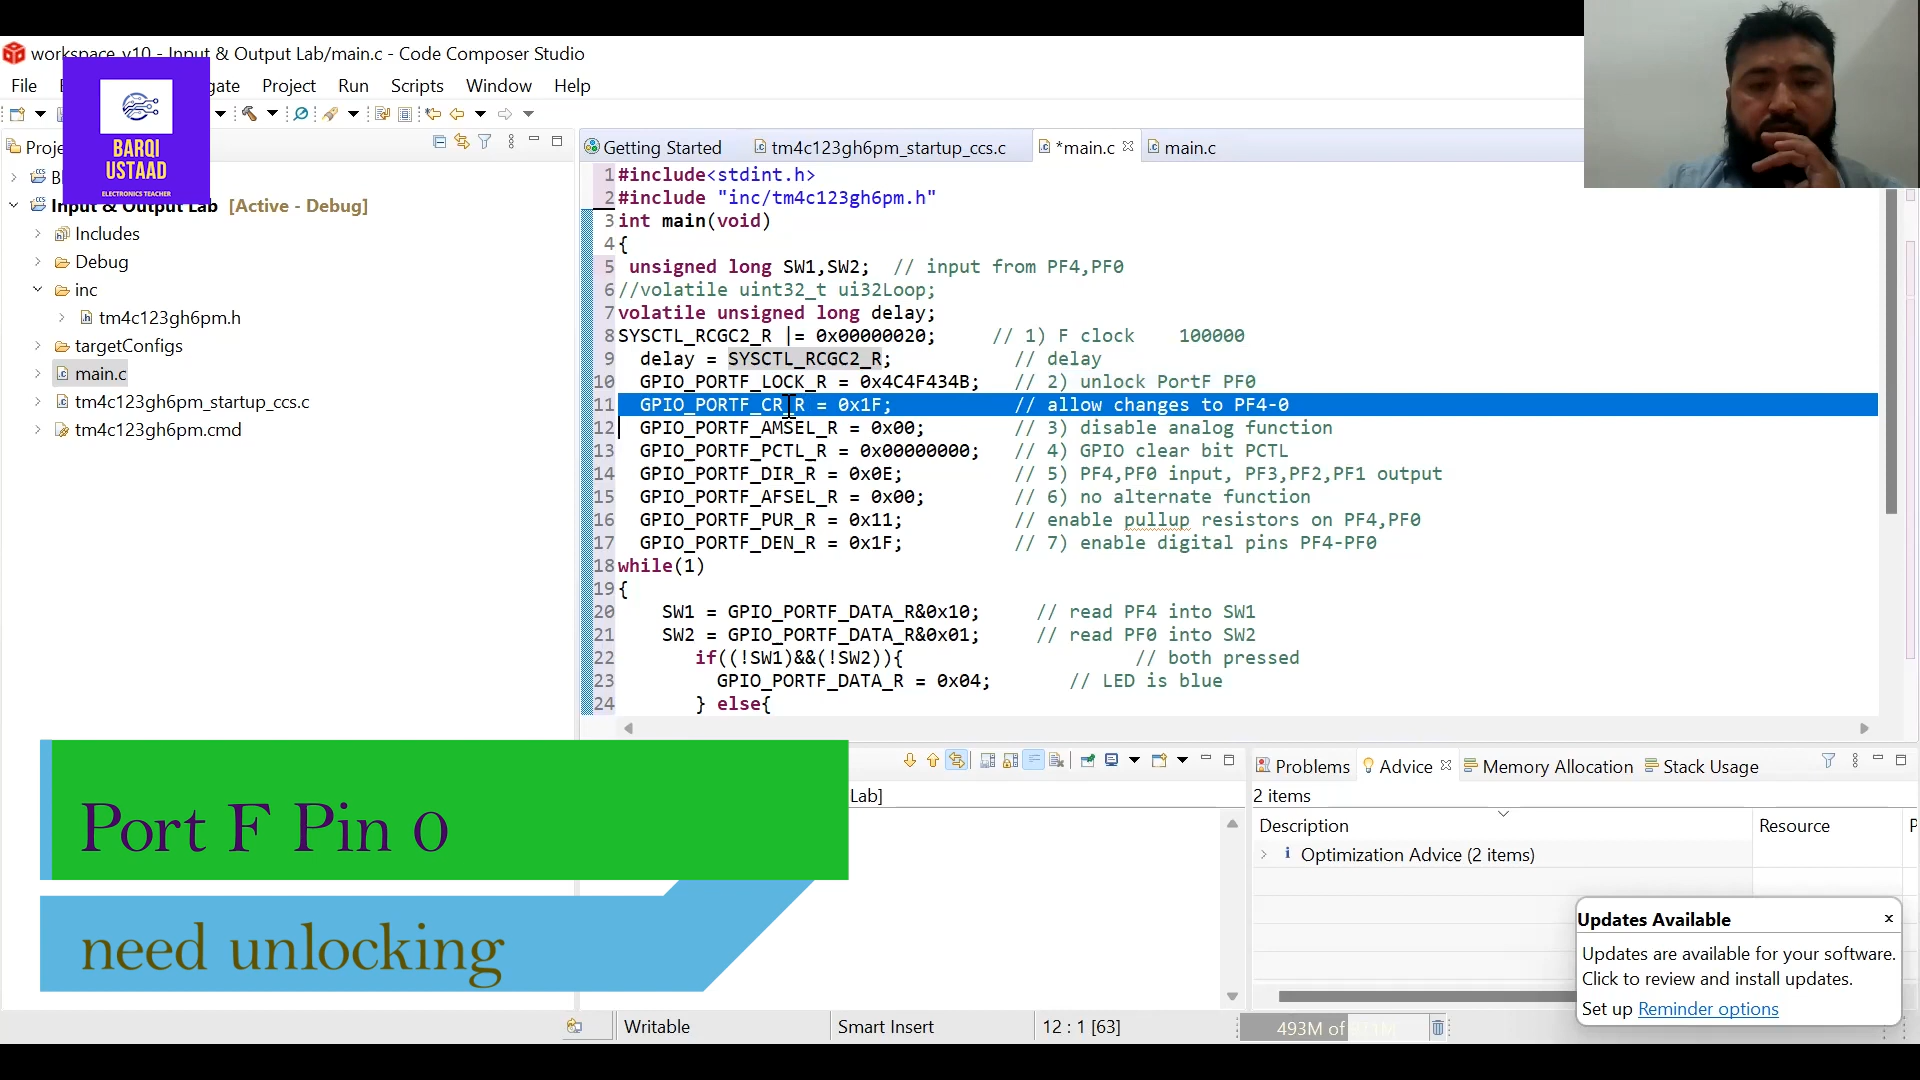 workspace_v10 - Input & Output Lab/main.c - Code Composer Studio
File
gate
Project
Run
Scripts
Window
Help
BARQI
USTAAD
ELECTRONICS TEACHER
Input & Output Lab [Active - Debug]
Includes
Debug
inc
tm4c123gh6pm.h
targetConfigs
main.c
tm4c123gh6pm_startup_ccs.c
tm4c123gh6pm.cmd
Getting Started
tm4c123gh6pm_startup_ccs.c
*main.c
main.c
1 #include<stdint.h>
2 #include "inc/tm4c123gh6pm.h"
3 int main(void)
4 {
5 unsigned long SW1,SW2; // input from PF4,PF0
6 //volatile uint32_t ui32Loop;
7 volatile unsigned long delay;
8 SYSCTL_RCGC2_R |= 0x00000020; // 1) F clock 100000
9 delay = SYSCTL_RCGC2_R; // delay
10 GPIO_PORTF_LOCK_R = 0x4C4F434B; // 2) unlock PortF PF0
11 GPIO_PORTF_CR_R = 0x1F; // allow changes to PF4-0
12 GPIO_PORTF_AMSEL_R = 0x00; // 3) disable analog function
13 GPIO_PORTF_PCTL_R = 0x00000000; // 4) GPIO clear bit PCTL
14 GPIO_PORTF_DIR_R = 0x0E; // 5) PF4,PF0 input, PF3,PF2,PF1 output
15 GPIO_PORTF_AFSEL_R = 0x00; // 6) no alternate function
16 GPIO_PORTF_PUR_R = 0x11; // enable pullup resistors on PF4,PF0
17 GPIO_PORTF_DEN_R = 0x1F; // 7) enable digital pins PF4-PF0
18 while(1)
19 {
20 SW1 = GPIO_PORTF_DATA_R&0x10; // read PF4 into SW1
21 SW2 = GPIO_PORTF_DATA_R&0x01; // read PF0 into SW2
22 if((!SW1)&&(!SW2)){ // both pressed
23 GPIO_PORTF_DATA_R = 0x04; // LED is blue
24 } else{
Port F Pin 0
need unlocking
Lab]
Problems
Advice
Memory Allocation
Stack Usage
2 items
Description
Resource
Optimization Advice (2 items)
Updates Available
Updates are available for your software.
Click to review and install updates.
Set up Reminder options
Writable
Smart Insert
12 : 1 [63]
493M of